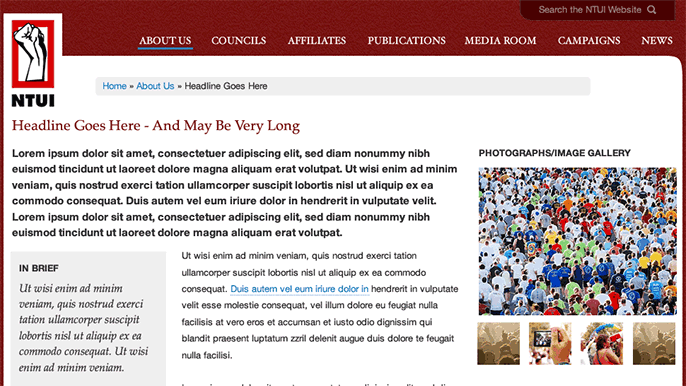 Search the NTUI Website
ABOUT US COUNCILS AFFILIATES PUBLICATIONS MEDIA ROOM CAMPAIGNS NEWS
NTUI
Home » About Us » Headline Goes Here
Headline Goes Here - And May Be Very Long
Lorem ipsum dolor sit amet, consectetuer adipiscing elit, sed diam nonummy nibh
euismod tincidunt ut laoreet dolore magna aliquam erat volutpat. Ut wisi enim ad minim
veniam, quis nostrud exerci tation ullamcorper suscipit lobortis nisl ut aliquip ex ea
commodo consequat. Duis autem vel eum iriure dolor in hendrerit in vulputate velit.
Lorem ipsum dolor sit amet, consectetuer adipiscing elit, sed diam nonummy nibh
euismod tincidunt ut laoreet dolore magna aliquam erat volutpat.
IN BRIEF
Ut wisi enim ad minim
veniam, quis nostrud exerci
tation ullamcorper suscipit
lobortis nisl ut aliquip ex ea
commodo consequat. Ut wisi
enim ad minim veniam.
Ut wisi enim ad minim veniam, quis nostrud exerci tation
ullamcorper suscipit lobortis nisl ut aliquip ex ea commodo
consequat. Duis autem vel eum iriure dolor in hendrerit in vulputate
velit esse molestie consequat, vel illum dolore eu feugiat nulla
facilisis at vero eros et accumsan et iusto odio dignissim qui
blandit praesent luptatum zzril delenit augue duis dolore te feugait
nulla facilisi.
PHOTOGRAPHS/IMAGE GALLERY